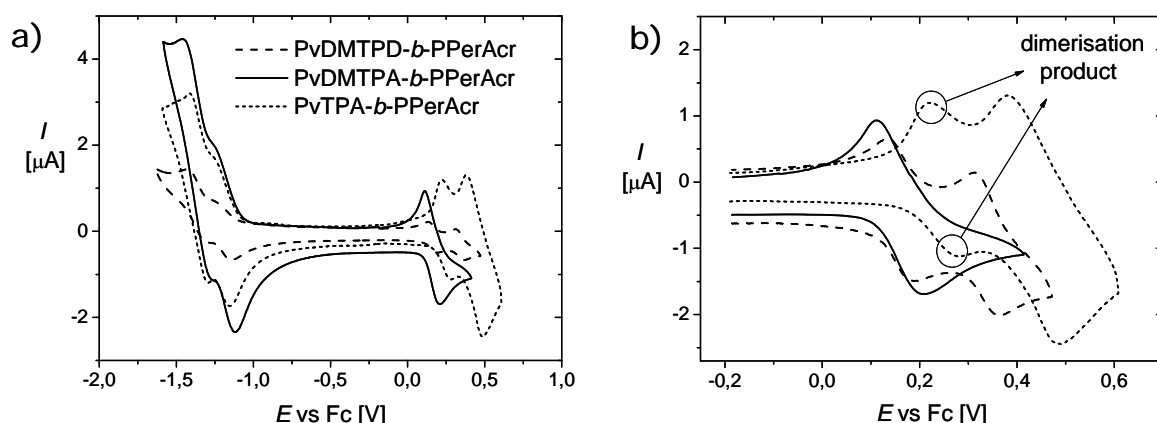 a)
4
2
0
-2
I
[µA]
PvDMTPD-b-PPerAcr
PvDMTPA-b-PPerAcr
PvTPA-b-PPerAcr
-2,0 -1,5 -1,0 -0,5 0,0 0,5 1,0
E vs Fc [V]
b)
2
1
0
-1
-2
I
[µA]
dimerisation
product
-0,2 0,0 0,2 0,4 0,6
E vs Fc [V]